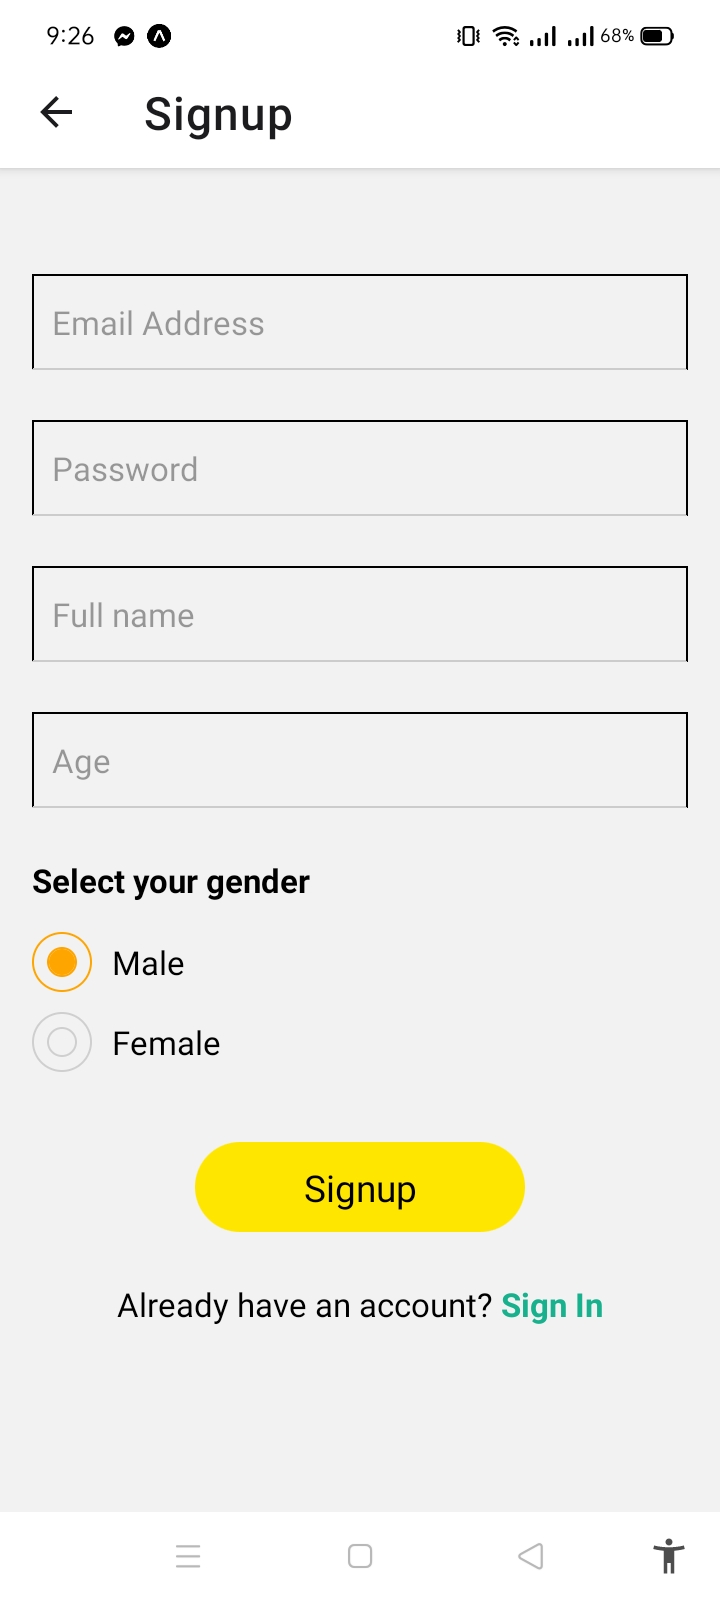 9:26
68%
Signup
Email Address
Password
Full name
Age
Select your gender
Male
Female
Signup
Already have an account? Sign In